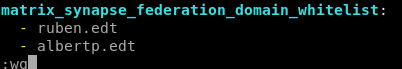 matrix_synapse_federation_domain_whitelist:
  - ruben.edt
  - albertp.edt
:wq